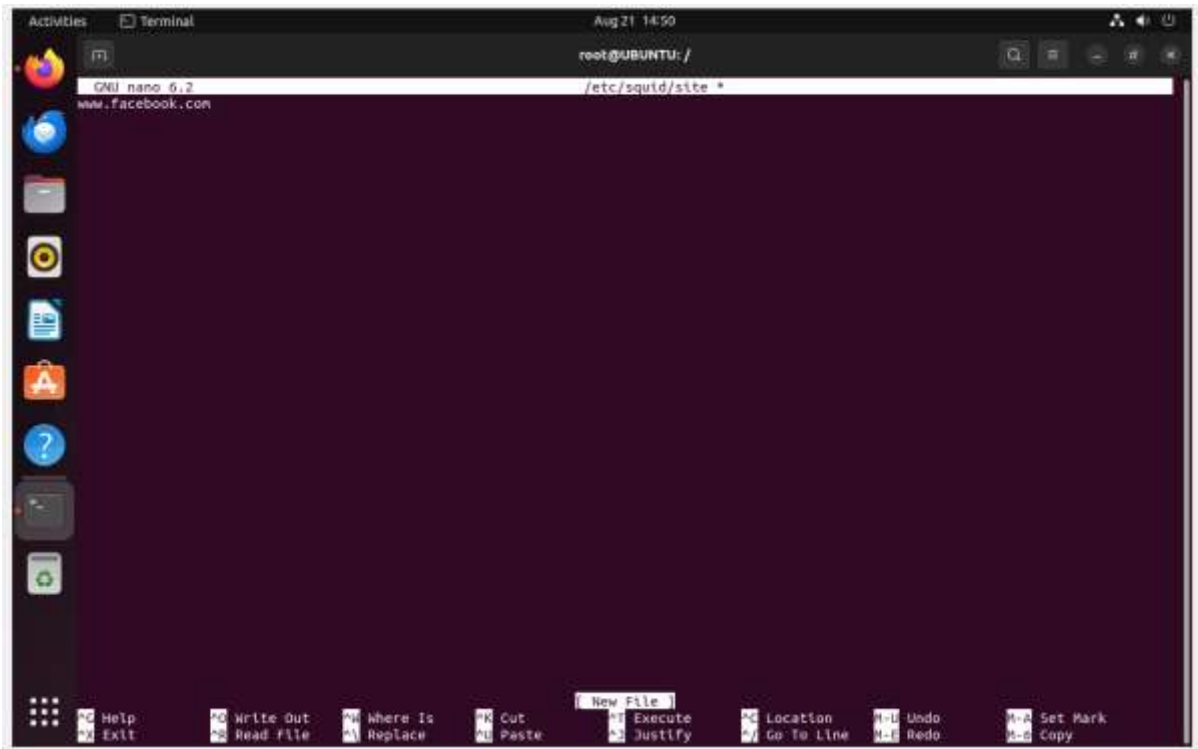 Activities Terminal Aug 21 14:50
root@UBUNTU: /
GNU nano 6.2 /etc/squid/site *
www.facebook.com
[ New File ]
^G Help ^O Write Out ^W Where Is ^K Cut ^T Execute ^C Location M-U Undo M-A Set Mark
^X Exit ^R Read File ^\ Replace ^U Paste ^J Justify ^/ Go To Line M-E Redo M-6 Copy